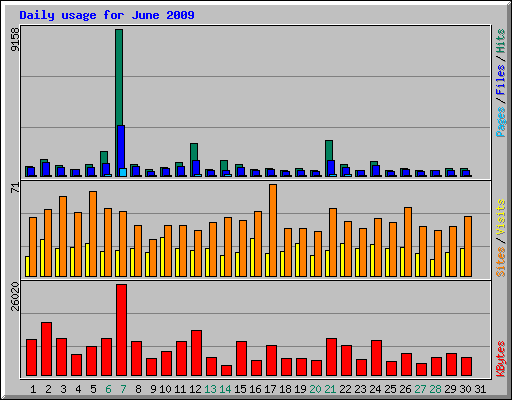 Daily usage for June 2009
9158
Pages / Files / Hits
71
Sites / Visits
26020
KBytes
1 2 3 4 5 6 7 8 9 10 11 12 13 14 15 16 17 18 19 20 21 22 23 24 25 26 27 28 29 30 31